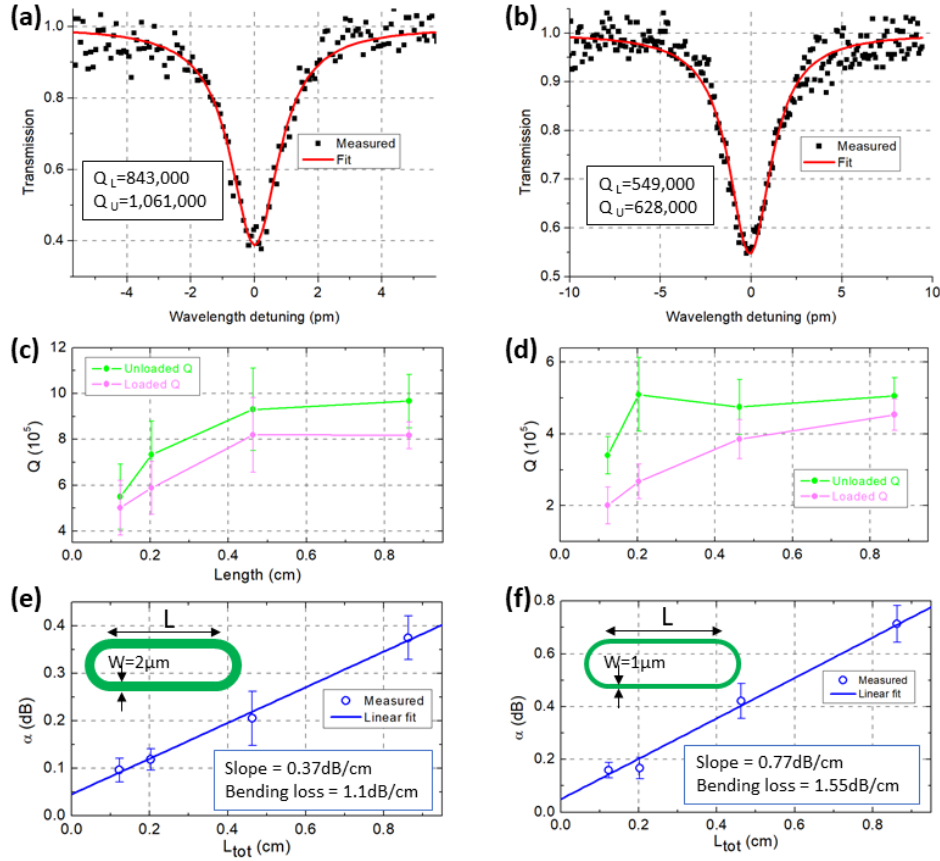 (a)
1.0
0.8
0.6
0.4
Transmission
Measured
Fit
Q L=843,000
Q U=1,061,000
-4
-2
0
2
4
Wavelength detuning (pm)
(b)
1.0
0.9
0.8
0.7
0.6
0.5
Transmission
Measured
Fit
Q L=549,000
Q U=628,000
-10
-5
0
5
10
Wavelength detuning (pm)
(c)
12
10
8
6
4
Q (10⁵)
Unloaded Q
Loaded Q
0.0
0.2
0.4
0.6
0.8
Length (cm)
(d)
6
4
2
Q (10⁵)
Unloaded Q
Loaded Q
0.0
0.2
0.4
0.6
0.8
(e)
0.4
0.3
0.2
0.1
0.0
α (dB)
L
W=2μm
Measured
Linear fit
Slope = 0.37dB/cm
Bending loss = 1.1dB/cm
0.0
0.2
0.4
0.6
0.8
Ltot (cm)
(f)
0.8
0.6
0.4
0.2
0.0
α (dB)
L
W=1μm
Measured
Linear fit
Slope = 0.77dB/cm
Bending loss = 1.55dB/cm
0.0
0.2
0.4
0.6
0.8
Ltot (cm)